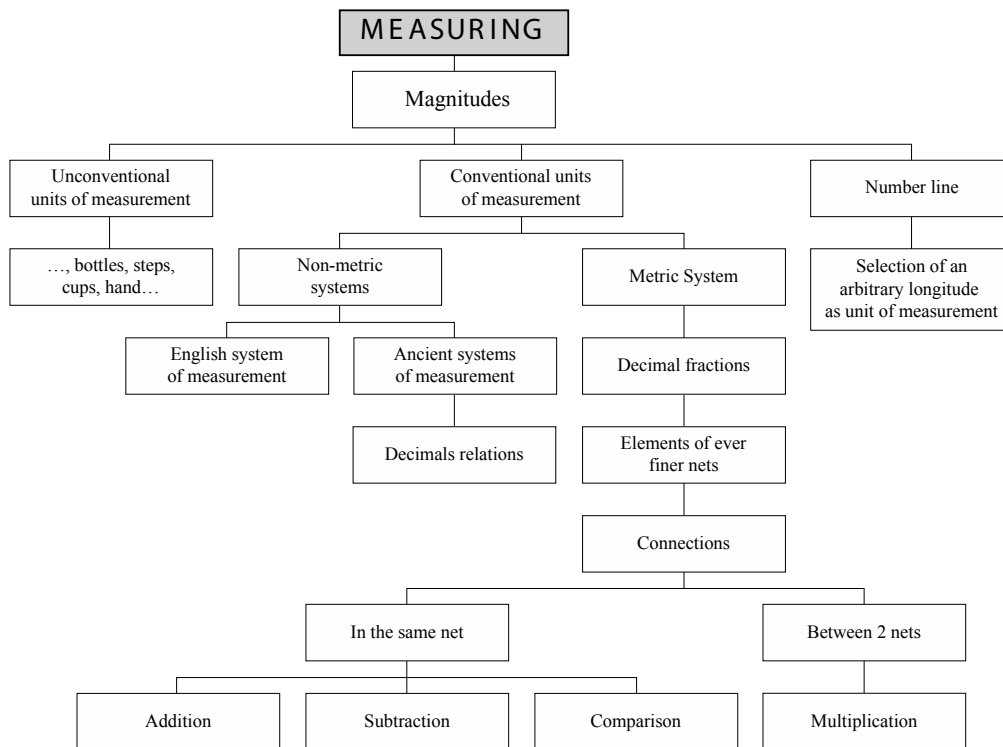 MEASURING
Magnitudes
Unconventional
units of measurement
Conventional units
of measurement
Number line
…, bottles, steps,
cups, hand…
Non-metric
systems
Metric System
Selection of an
arbitrary longitude
as unit of measurement
English system
of measurement
Ancient systems
of measurement
Decimal fractions
Decimals relations
Elements of ever
finer nets
Connections
In the same net
Between 2 nets
Addition
Subtraction
Comparison
Multiplication